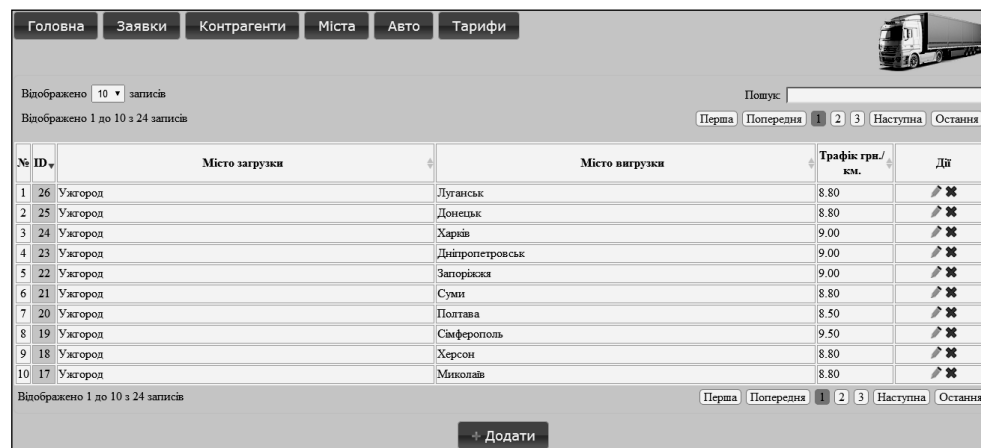 Головна Заявки Контрагенти Міста Авто Тарифи
Відображено 10 записів
Пошук:
Відображено 1 до 10 з 24 записів
Перша Попередня 1 2 3 Наступна Остання
№ ID Місто загрузки Місто вигрузки Трафік грн./ км. Дії
1 26 Ужгород Луганськ 8.80
2 25 Ужгород Донецьк 8.80
3 24 Ужгород Харків 9.00
4 23 Ужгород Дніпропетровськ 9.00
5 22 Ужгород Запоріжжя 9.00
6 21 Ужгород Суми 8.80
7 20 Ужгород Полтава 8.50
8 19 Ужгород Сімферополь 9.50
9 18 Ужгород Херсон 8.80
10 17 Ужгород Миколаїв 8.80
Відображено 1 до 10 з 24 записів
Перша Попередня 1 2 3 Наступна Остання
+ Додати